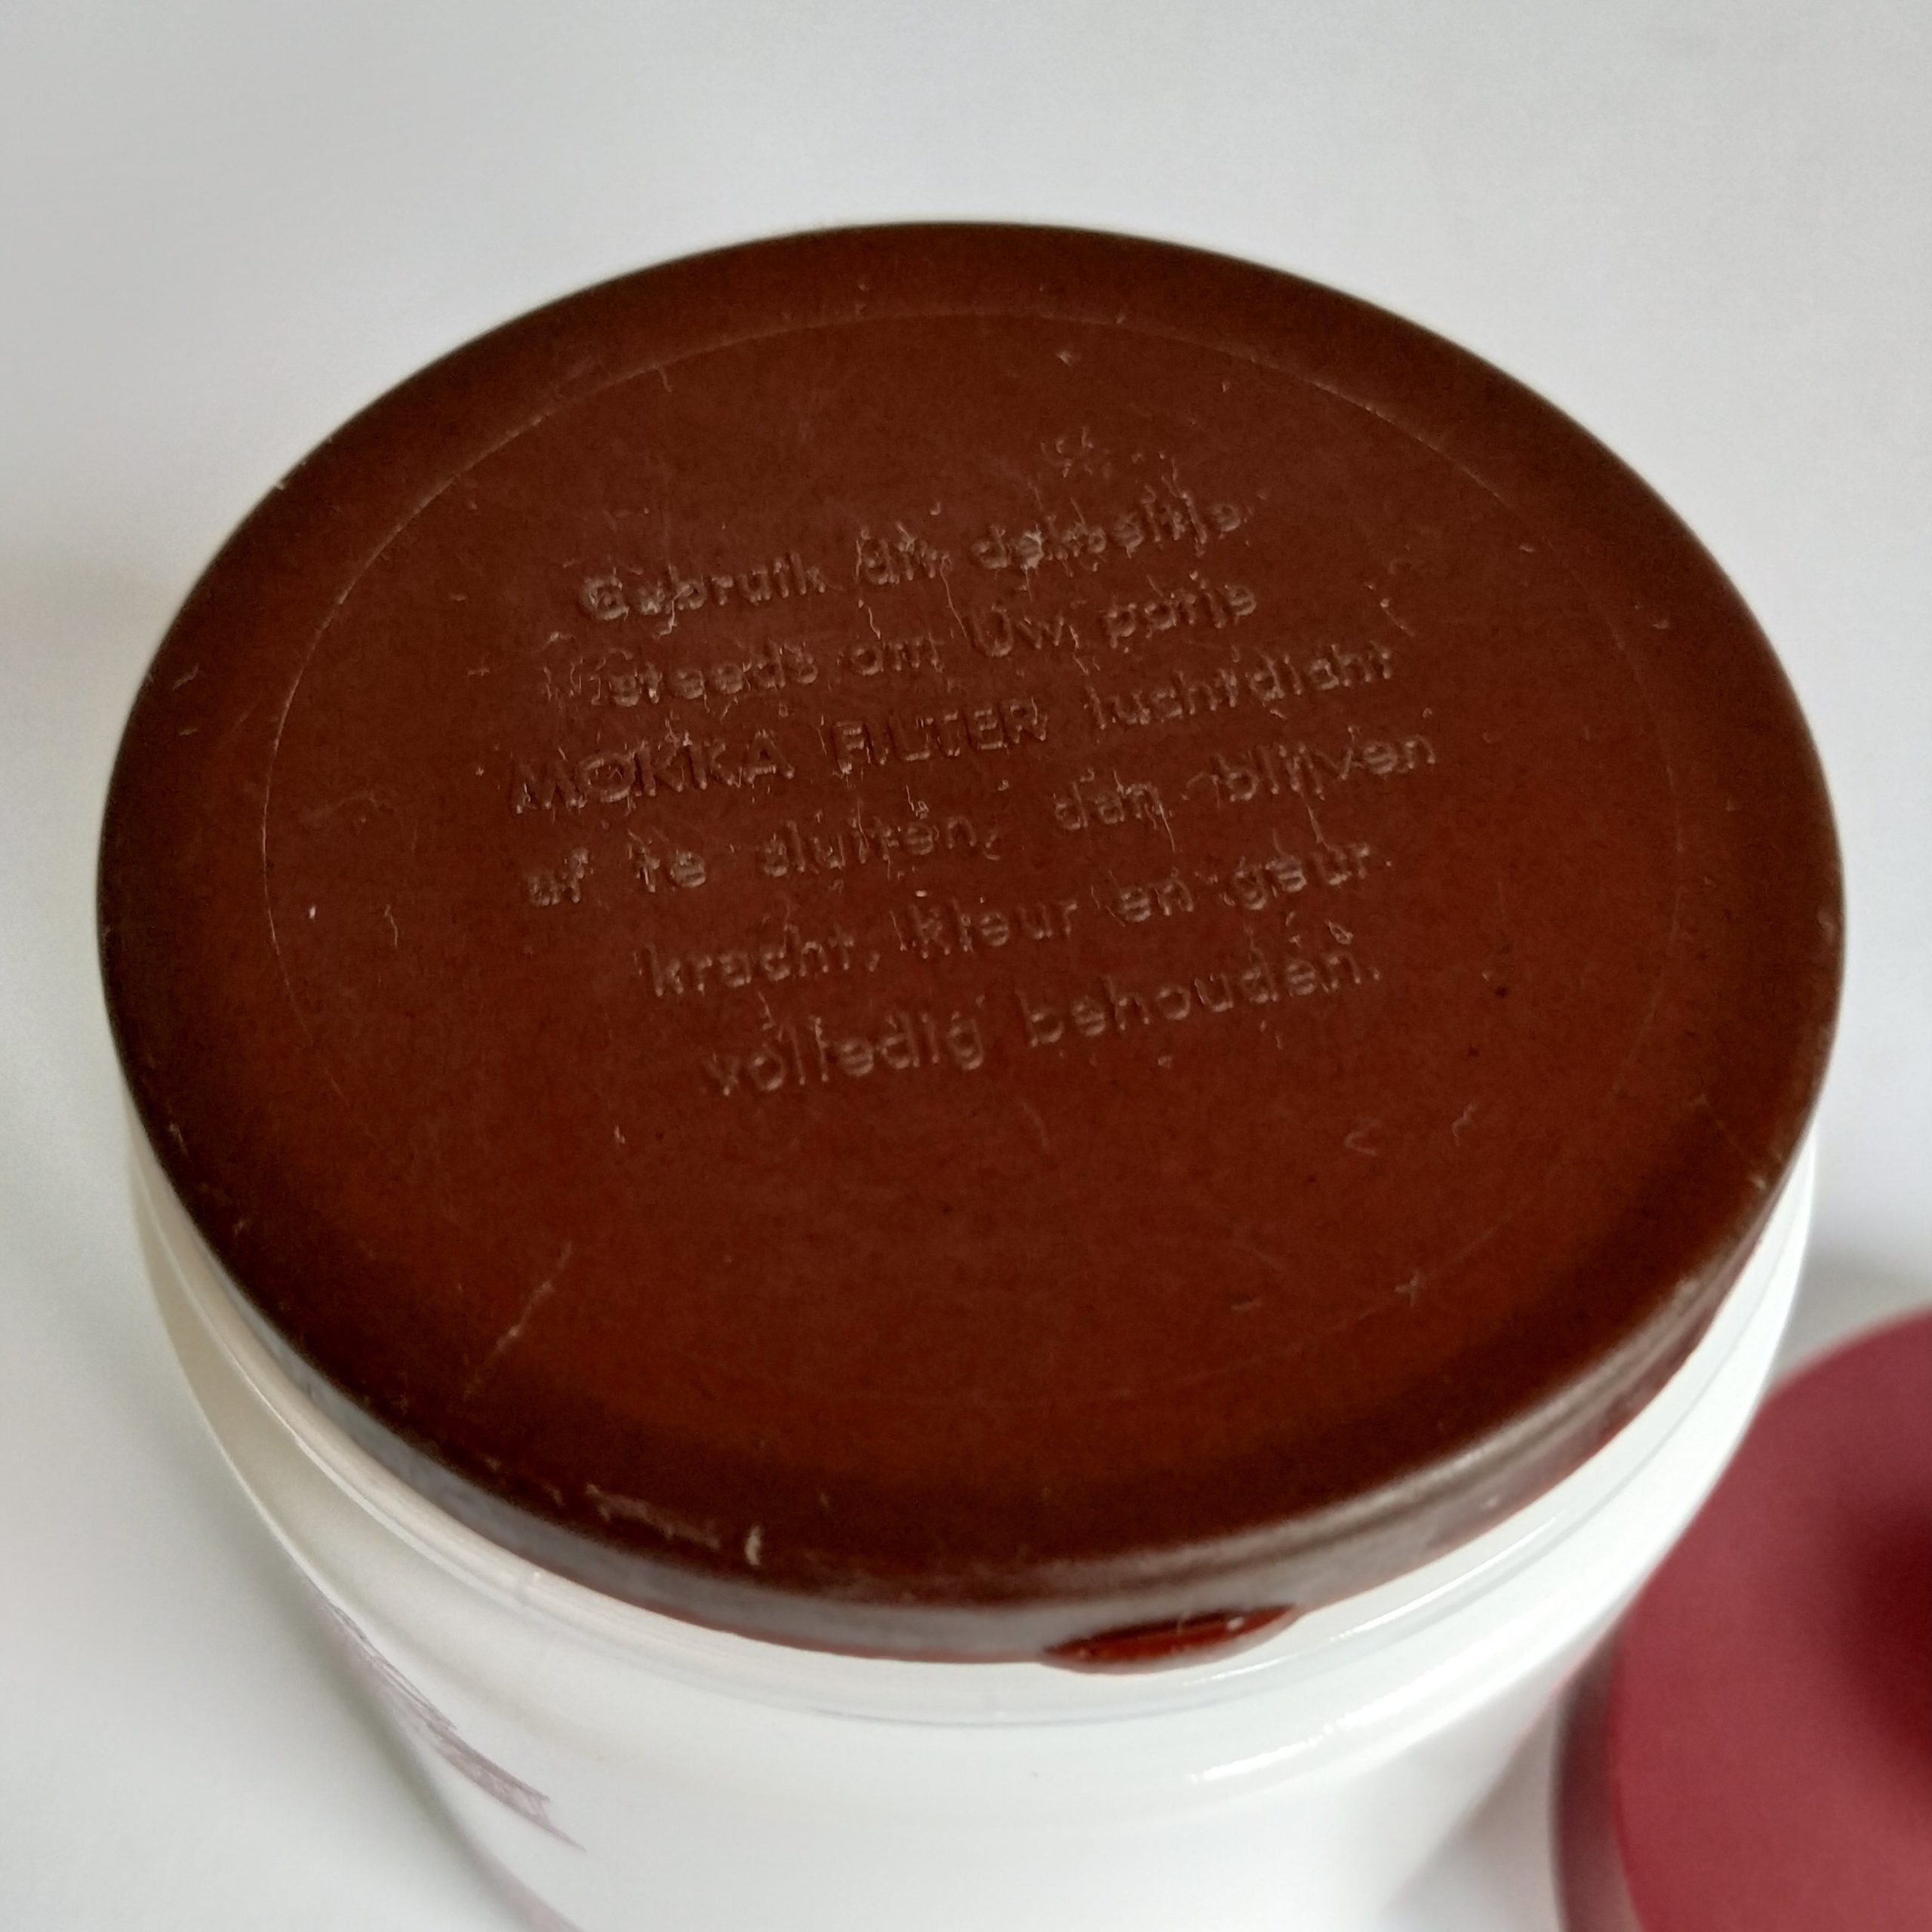 Gebruik dit dekseltje
steeds om Uw potje
MOKKA FILTER luchtdicht
af te sluiten, dan blijven
kracht, kleur en geur
volledig behouden.